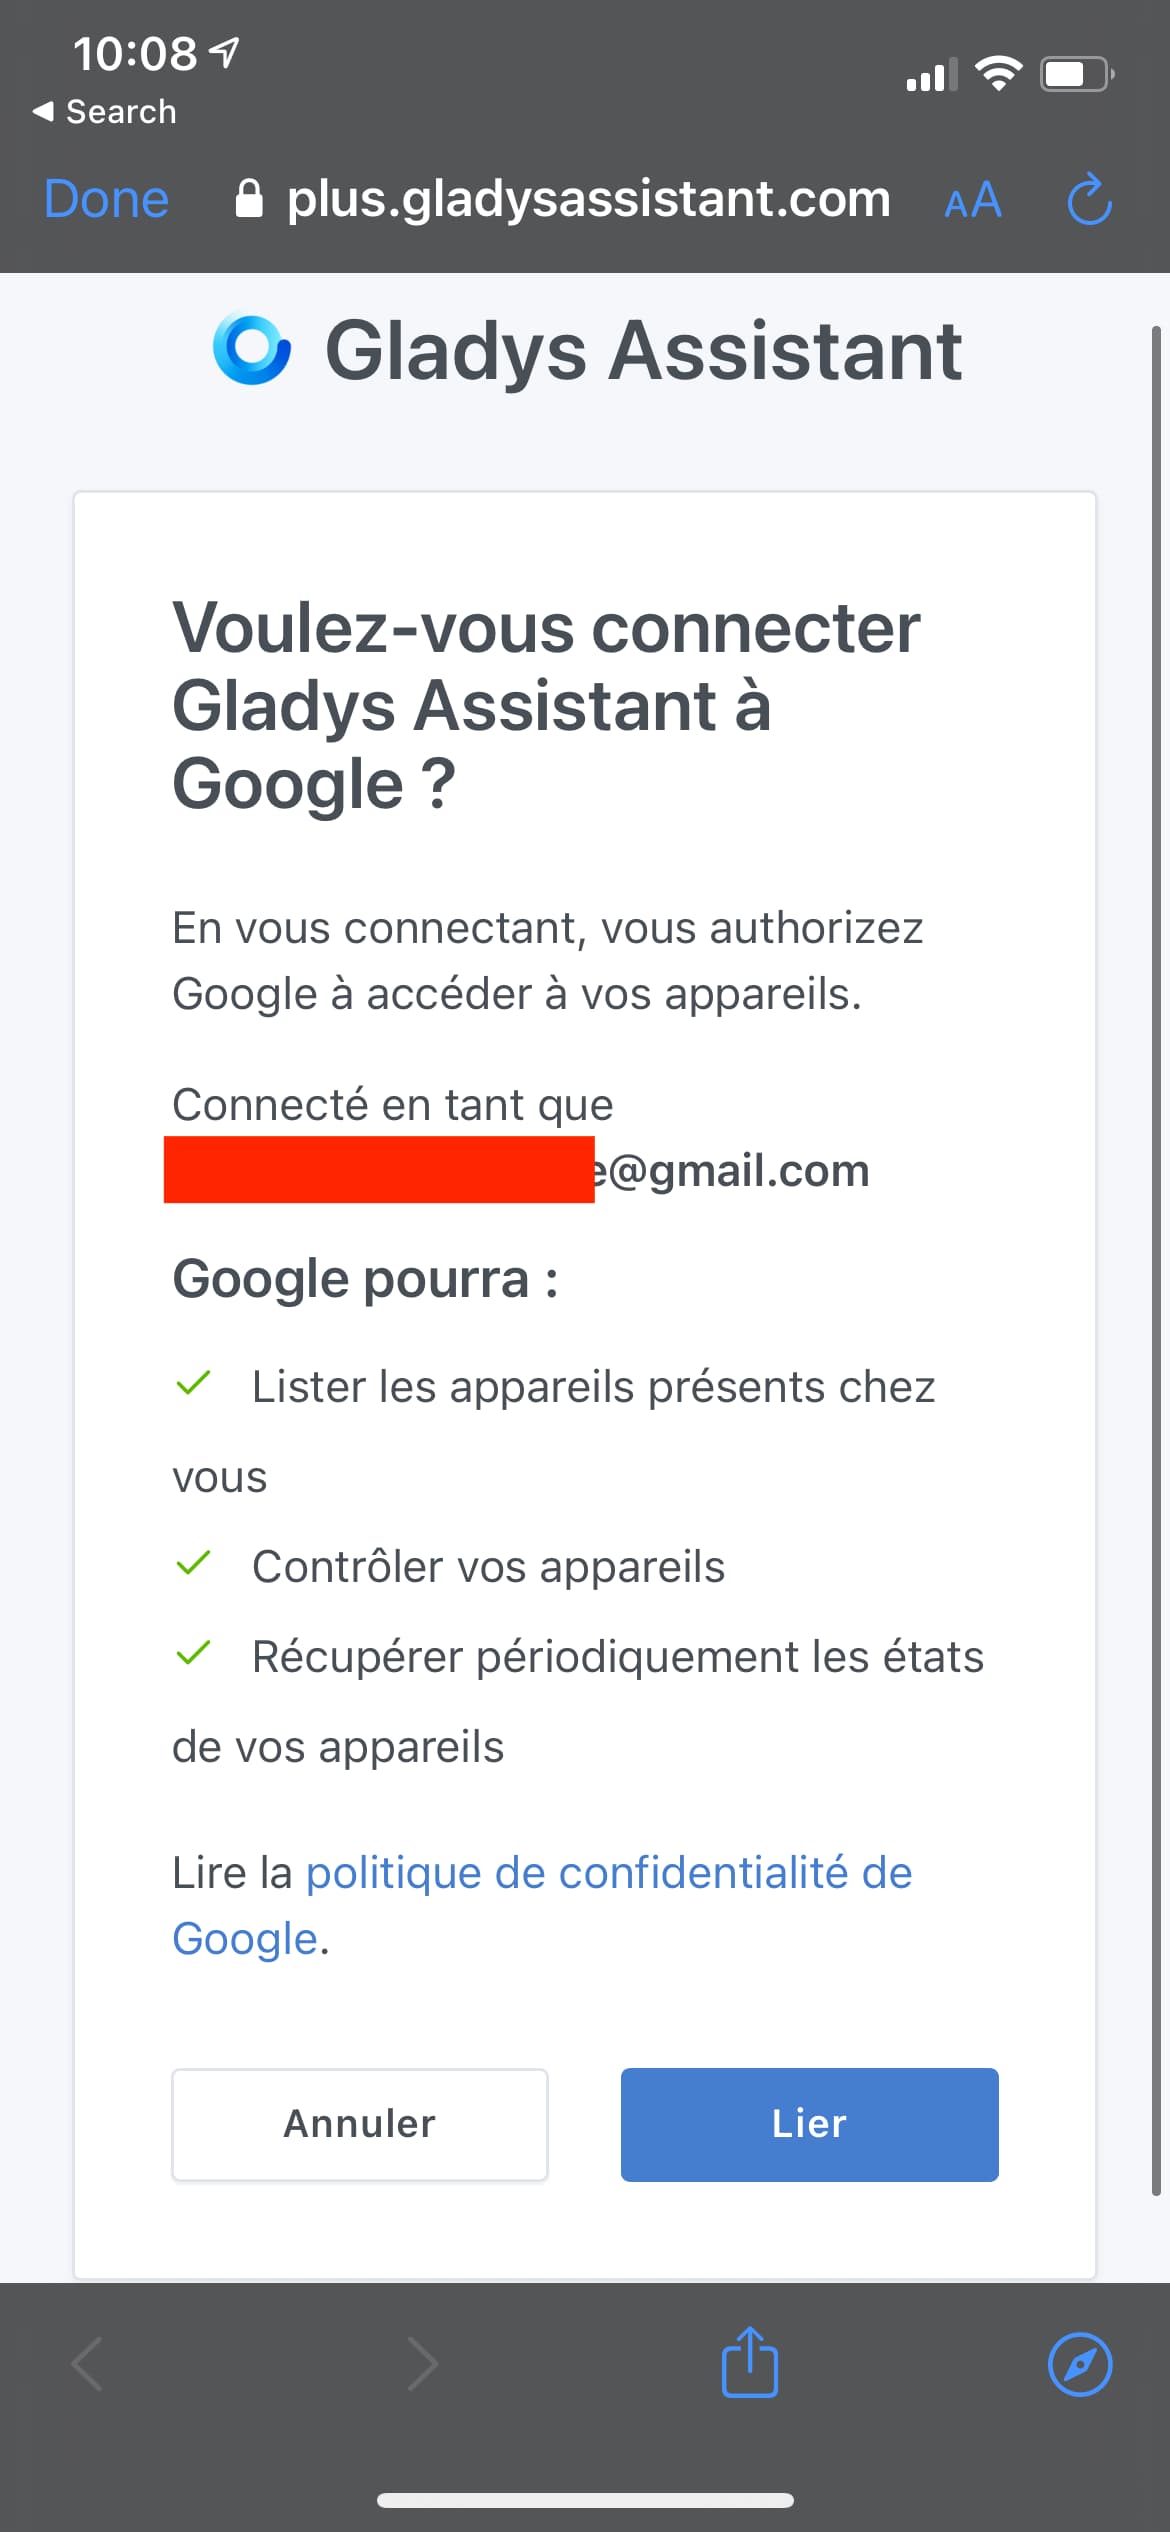 10:08
Search
Done plus.gladysassistant.com AA
Gladys Assistant
Voulez-vous connecter
Gladys Assistant à
Google ?
En vous connectant, vous authorizez
Google à accéder à vos appareils.
Connecté en tant que
e@gmail.com
Google pourra :
Lister les appareils présents chez
vous
Contrôler vos appareils
Récupérer périodiquement les états
de vos appareils
Lire la politique de confidentialité de
Google.
Annuler
Lier